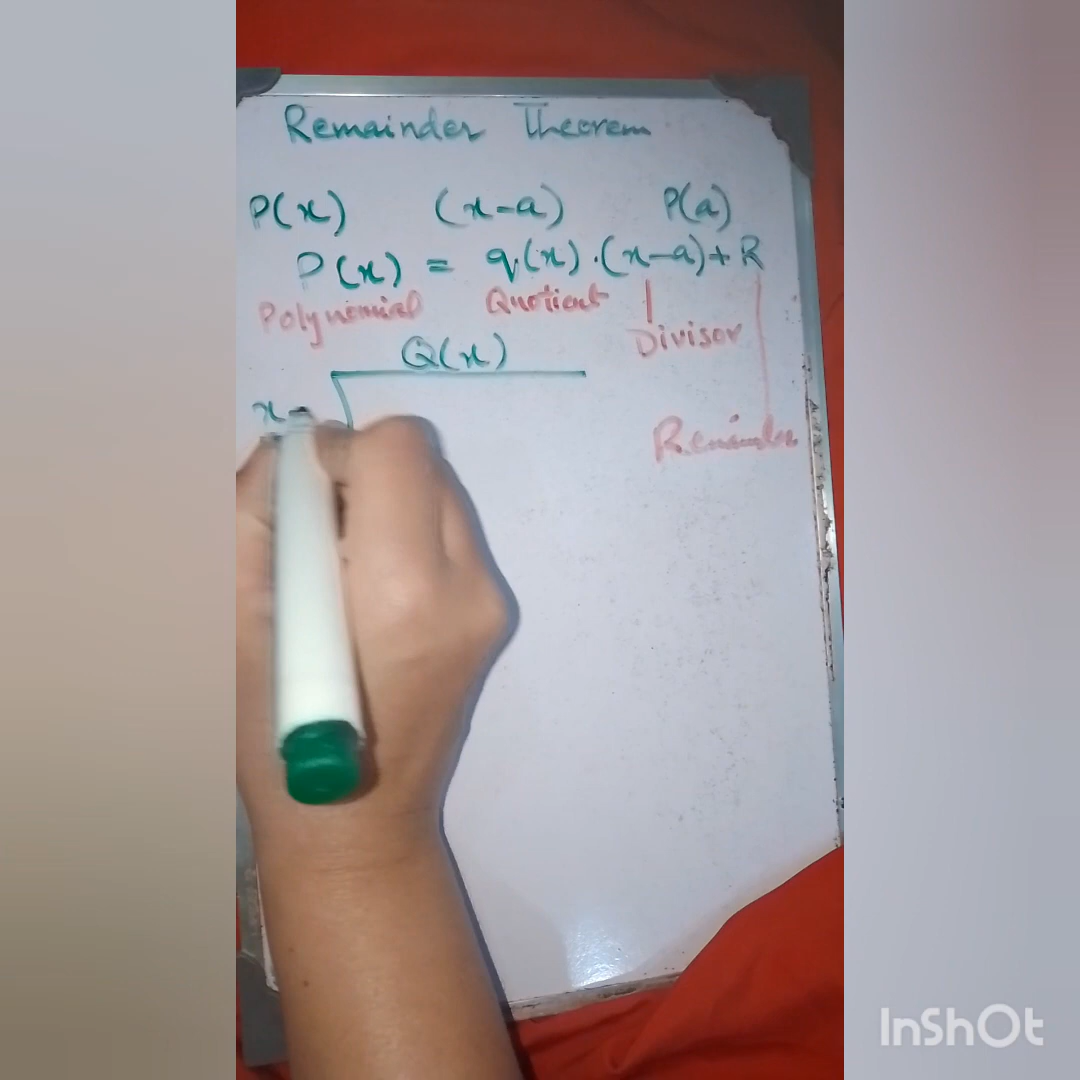 Remainder Theorem
P(x) (x-a) P(a)
P(x) = q(x).(x-a)+R
Polynomial Quotient Divisor
Q(x)
x-
Remainder
InShOt